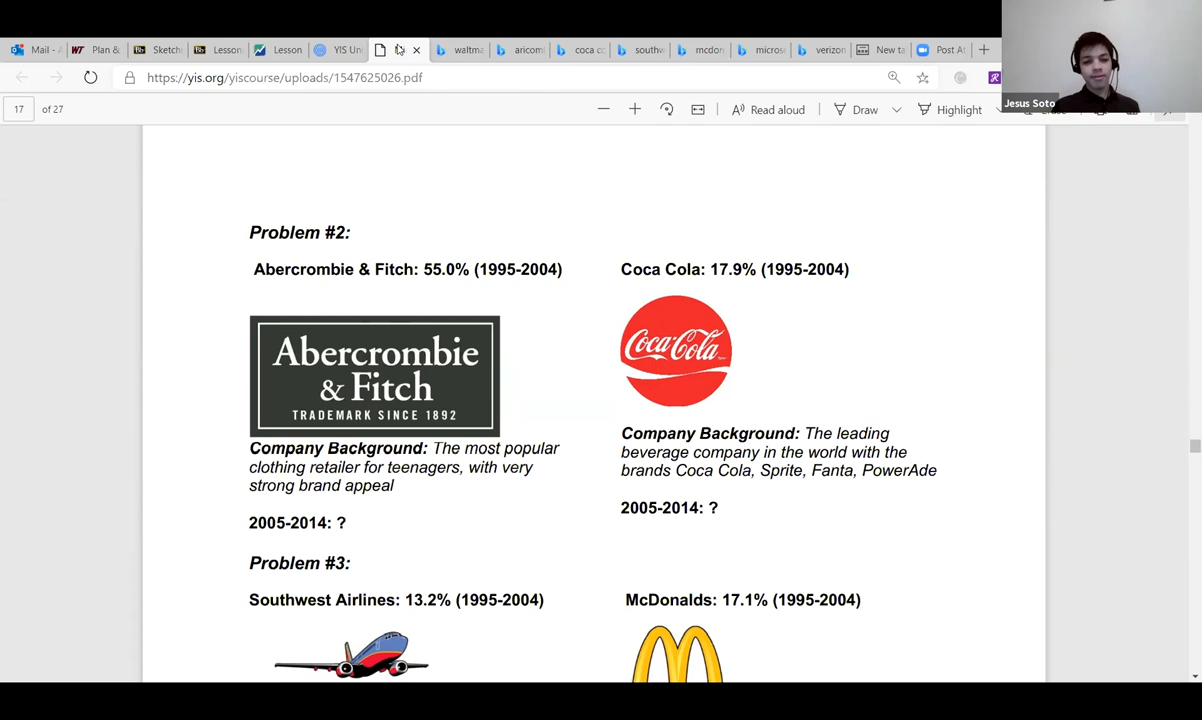 Mail -
Plan &
Sketchi
Lesson
Lesson
YIS Un
waltma
aricoml
coca co
southw
mcdon
micros
verizon
New ta
Post At
https://yis.org/yiscourse/uploads/1547625026.pdf
Jesus Soto
17 of 27
Read aloud
Draw
Highlight
Problem #2:
Abercrombie & Fitch: 55.0% (1995-2004)
Coca Cola: 17.9% (1995-2004)
Abercrombie
& Fitch
TRADEMARK SINCE 1892
Coca-Cola
Company Background: The most popular
clothing retailer for teenagers, with very
strong brand appeal
2005-2014: ?
Company Background: The leading
beverage company in the world with the
brands Coca Cola, Sprite, Fanta, PowerAde
2005-2014: ?
Problem #3:
Southwest Airlines: 13.2% (1995-2004)
McDonalds: 17.1% (1995-2004)